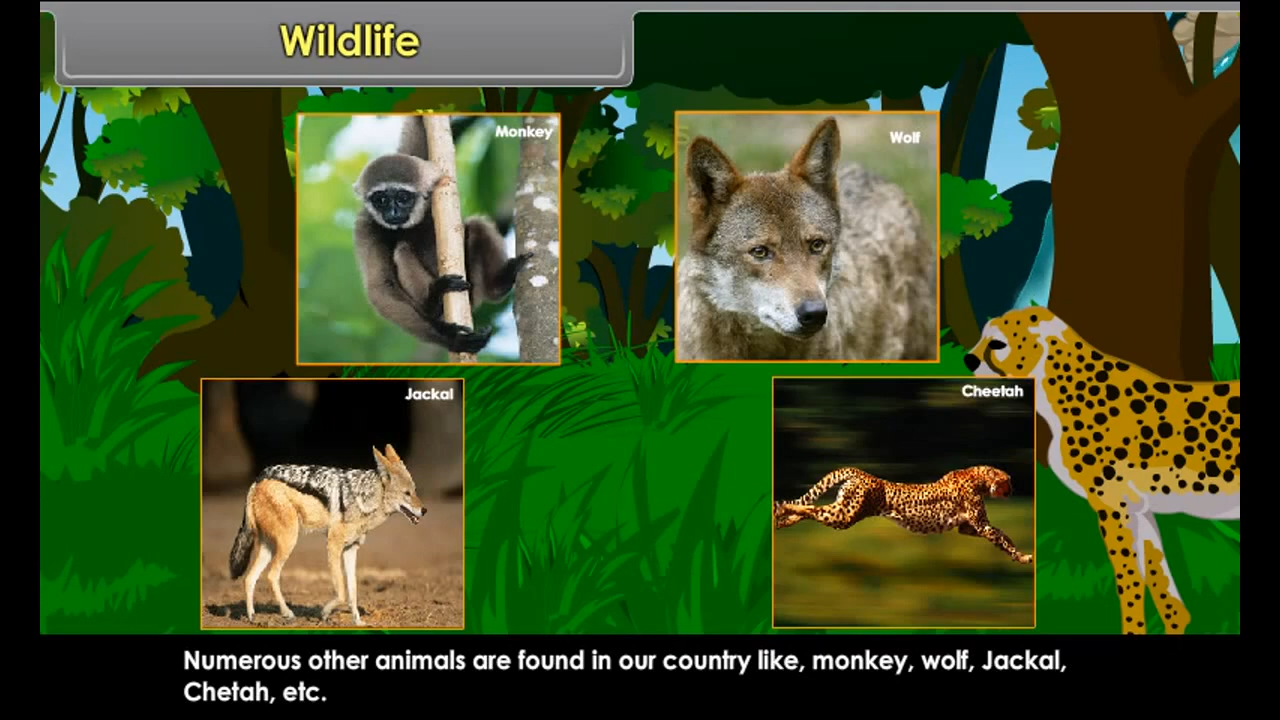 Wildlife
Monkey
Wolf
Jackal
Cheetah
Numerous other animals are found in our country like, monkey, wolf, Jackal,
Chetah, etc.